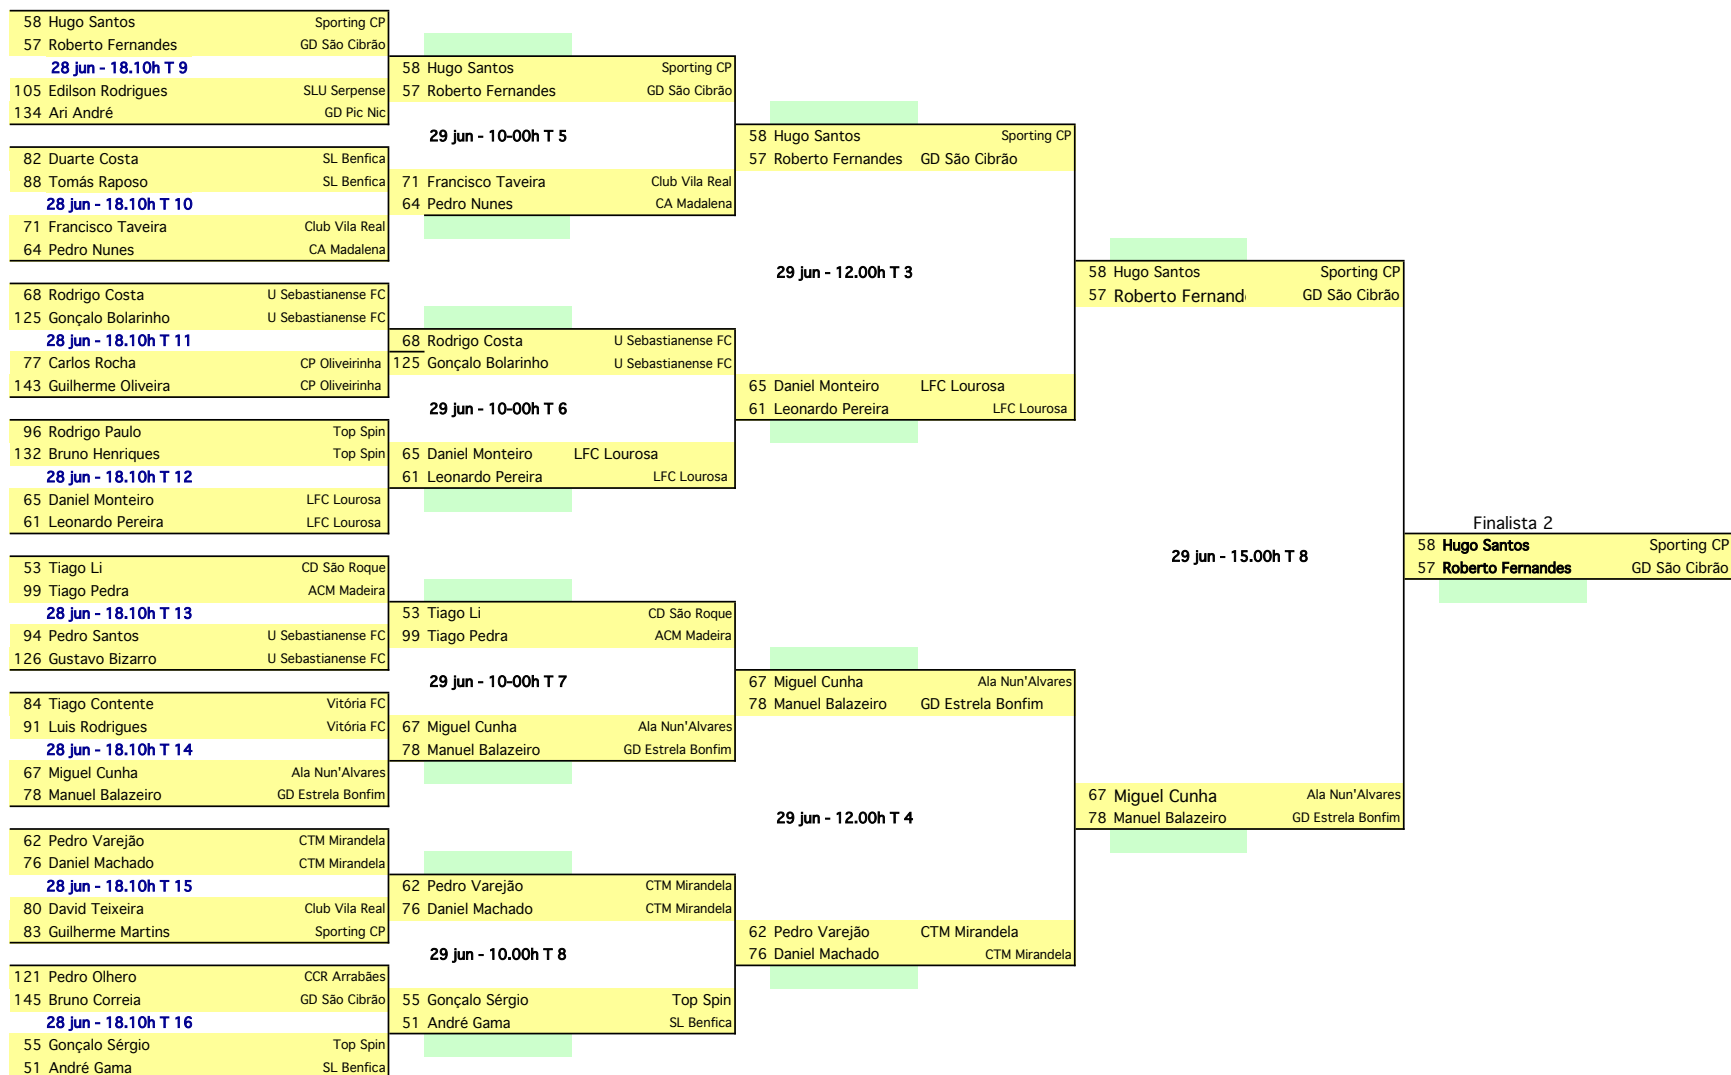 58 Hugo Santos Sporting CP
57 Roberto Fernandes GD São Cibrão
28 jun - 18.10h T 9
105 Edilson Rodrigues SLU Serpense
134 Ari André GD Pic Nic
82 Duarte Costa SL Benfica
88 Tomás Raposo SL Benfica
28 jun - 18.10h T 10
71 Francisco Taveira Club Vila Real
64 Pedro Nunes CA Madalena
68 Rodrigo Costa U Sebastianense FC
125 Gonçalo Bolarinho U Sebastianense FC
28 jun - 18.10h T 11
77 Carlos Rocha CP Oliveirinha
143 Guilherme Oliveira CP Oliveirinha
96 Rodrigo Paulo Top Spin
132 Bruno Henriques Top Spin
28 jun - 18.10h T 12
65 Daniel Monteiro LFC Lourosa
61 Leonardo Pereira LFC Lourosa
53 Tiago Li CD São Roque
99 Tiago Pedra ACM Madeira
28 jun - 18.10h T 13
94 Pedro Santos U Sebastianense FC
126 Gustavo Bizarro U Sebastianense FC
84 Tiago Contente Vitória FC
91 Luis Rodrigues Vitória FC
28 jun - 18.10h T 14
67 Miguel Cunha Ala Nun'Alvares
78 Manuel Balazeiro GD Estrela Bonfim
62 Pedro Varejão CTM Mirandela
76 Daniel Machado CTM Mirandela
28 jun - 18.10h T 15
80 David Teixeira Club Vila Real
83 Guilherme Martins Sporting CP
121 Pedro Olhero CCR Arrabães
145 Bruno Correia GD São Cibrão
28 jun - 18.10h T 16
55 Gonçalo Sérgio Top Spin
51 André Gama SL Benfica
58 Hugo Santos Sporting CP
57 Roberto Fernandes GD São Cibrão
29 jun - 10-00h T 5
71 Francisco Taveira Club Vila Real
64 Pedro Nunes CA Madalena
68 Rodrigo Costa U Sebastianense FC
125 Gonçalo Bolarinho U Sebastianense FC
29 jun - 10-00h T 6
65 Daniel Monteiro LFC Lourosa
61 Leonardo Pereira LFC Lourosa
53 Tiago Li CD São Roque
99 Tiago Pedra ACM Madeira
29 jun - 10-00h T 7
67 Miguel Cunha Ala Nun'Alvares
78 Manuel Balazeiro GD Estrela Bonfim
62 Pedro Varejão CTM Mirandela
76 Daniel Machado CTM Mirandela
29 jun - 10.00h T 8
55 Gonçalo Sérgio Top Spin
51 André Gama SL Benfica
58 Hugo Santos Sporting CP
57 Roberto Fernandes GD São Cibrão
29 jun - 12.00h T 3
65 Daniel Monteiro LFC Lourosa
61 Leonardo Pereira LFC Lourosa
67 Miguel Cunha Ala Nun'Alvares
78 Manuel Balazeiro GD Estrela Bonfim
29 jun - 12.00h T 4
62 Pedro Varejão CTM Mirandela
76 Daniel Machado CTM Mirandela
58 Hugo Santos Sporting CP
57 Roberto Fernand GD São Cibrão
29 jun - 15.00h T 8
67 Miguel Cunha Ala Nun'Alvares
78 Manuel Balazeiro GD Estrela Bonfim
Finalista 2
58 Hugo Santos Sporting CP
57 Roberto Fernandes GD São Cibrão